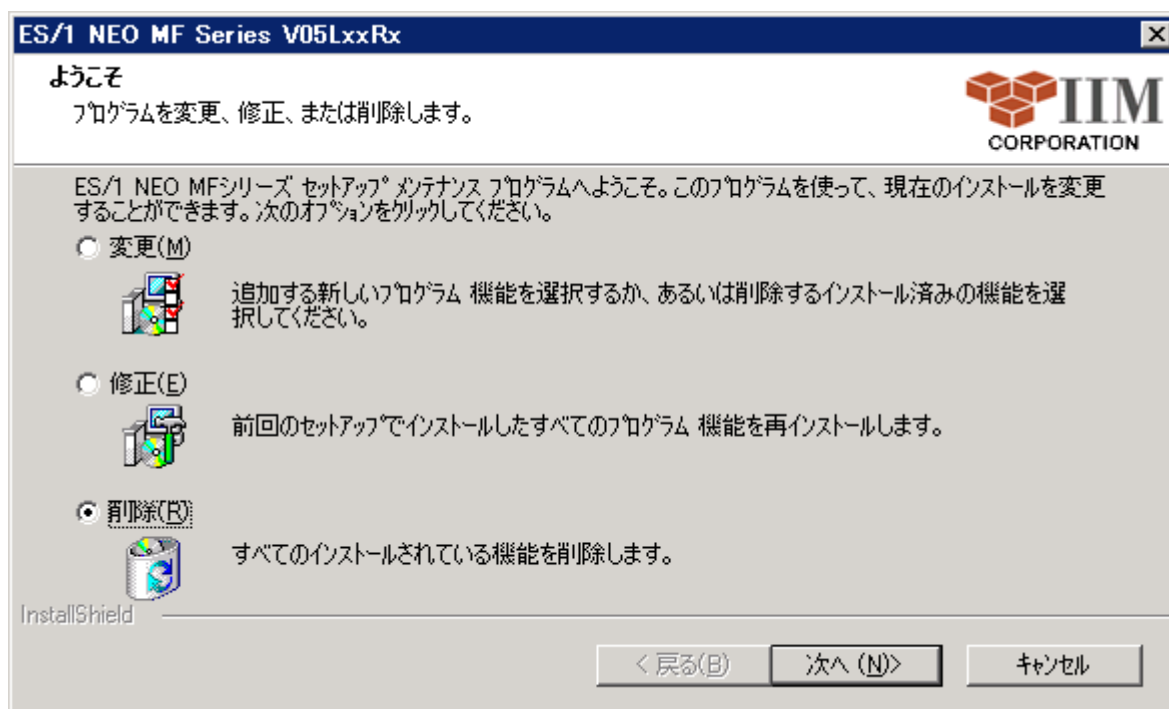 ES/1 NEO MF Series V05LxxRx
ようこそ
プログラムを変更、修正、または削除します。
IIM
CORPORATION
ES/1 NEO MFシリーズ セットアップ メンテナンス プログラムへようこそ。このプログラムを使って、現在のインストールを変更
することができます。次のオプションをクリックしてください。
変更(M)
追加する新しいプログラム 機能を選択するか、あるいは削除するインストール済みの機能を選
択してください。
修正(E)
前回のセットアップでインストールしたすべてのプログラム 機能を再インストールします。
削除(R)
すべてのインストールされている機能を削除します。
InstallShield
< 戻る(B)
次へ (N)>
キャンセル